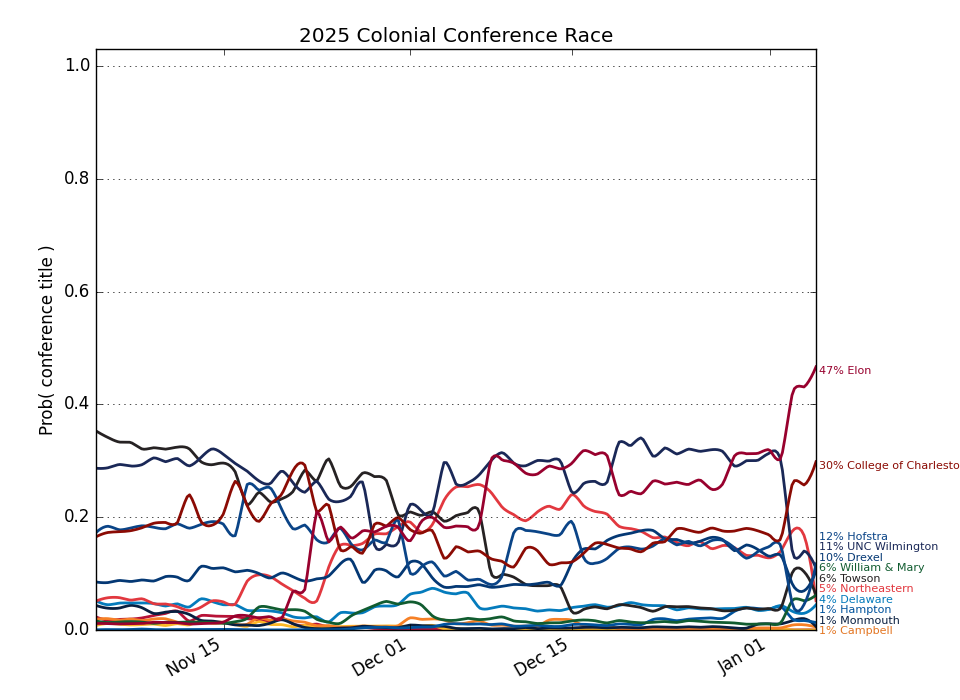 2025 Colonial Conference Race
Prob( conference title )
1.0
0.8
0.6
0.4
0.2
0.0
Nov 15
Dec 01
Dec 15
Jan 01
47% Elon
30% College of Charlesto
12% Hofstra
11% UNC Wilmington
10% Drexel
6% William & Mary
6% Towson
5% Northeastern
4% Delaware
1% Hampton
1% Monmouth
1% Campbell